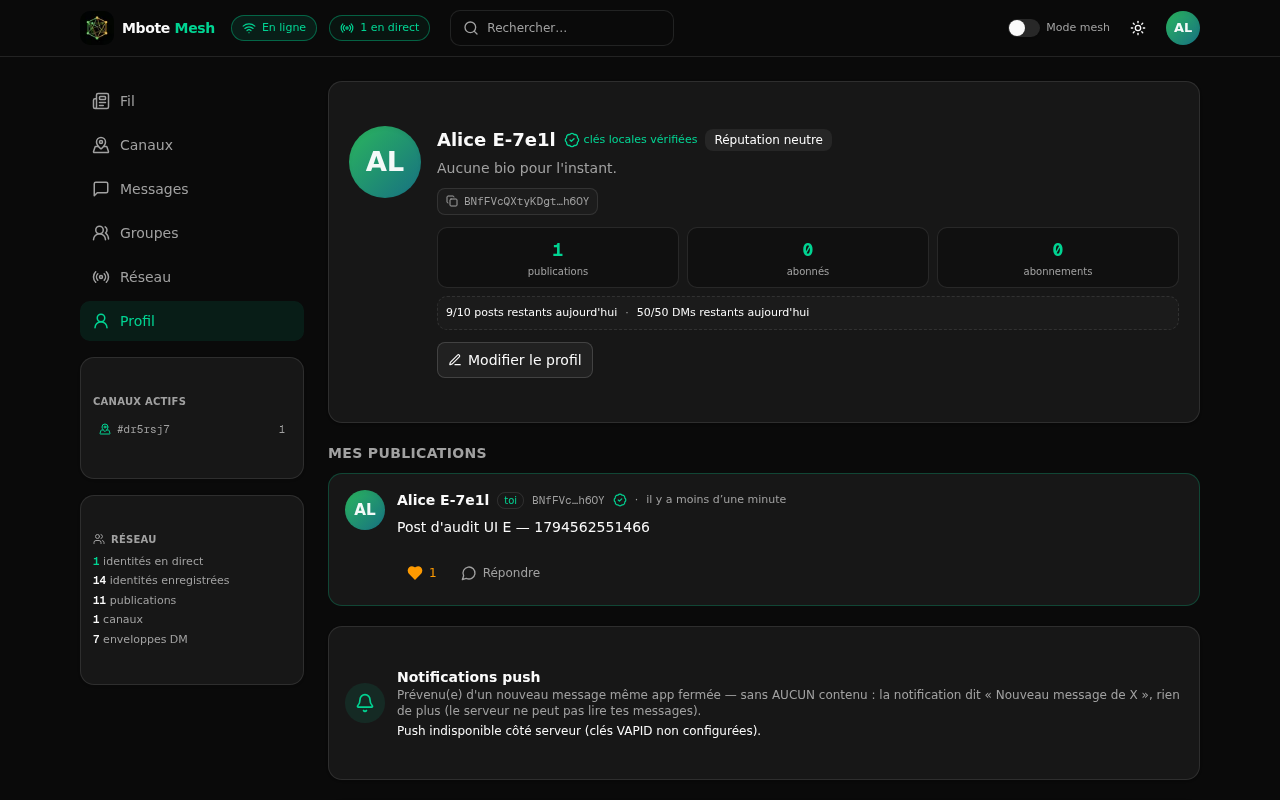 Mbote Mesh
En ligne
1 en direct
Rechercher…
Mode mesh
AL
Fil
Canaux
Messages
Groupes
Réseau
Profil
CANAUX ACTIFS
#dr5rsj7 1
RÉSEAU
1 identités en direct
14 identités enregistrées
11 publications
1 canaux
7 enveloppes DM
AL
Alice E-7e1l clés locales vérifiées Réputation neutre
Aucune bio pour l'instant.
BNfFVcQXtyKDgt…h6OY
1 publications
0 abonnés
0 abonnements
9/10 posts restants aujourd'hui · 50/50 DMs restants aujourd'hui
Modifier le profil
MES PUBLICATIONS
AL
Alice E-7e1l toi BNfFVc…h6OY · il y a moins d’une minute
Post d'audit UI E — 1794562551466
1 Répondre
Notifications push
Prévenu(e) d'un nouveau message même app fermée — sans AUCUN contenu : la notification dit « Nouveau message de X », rien
de plus (le serveur ne peut pas lire tes messages).
Push indisponible côté serveur (clés VAPID non configurées).